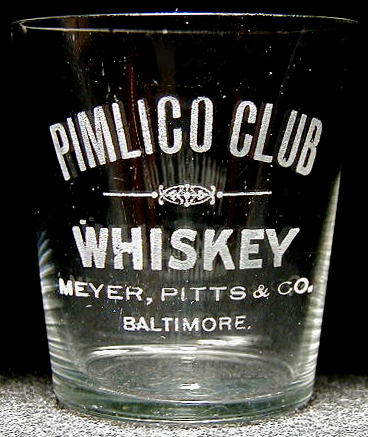 PIMLICO CLUB
WHISKEY
MEYER, PITTS & CO.
BALTIMORE.